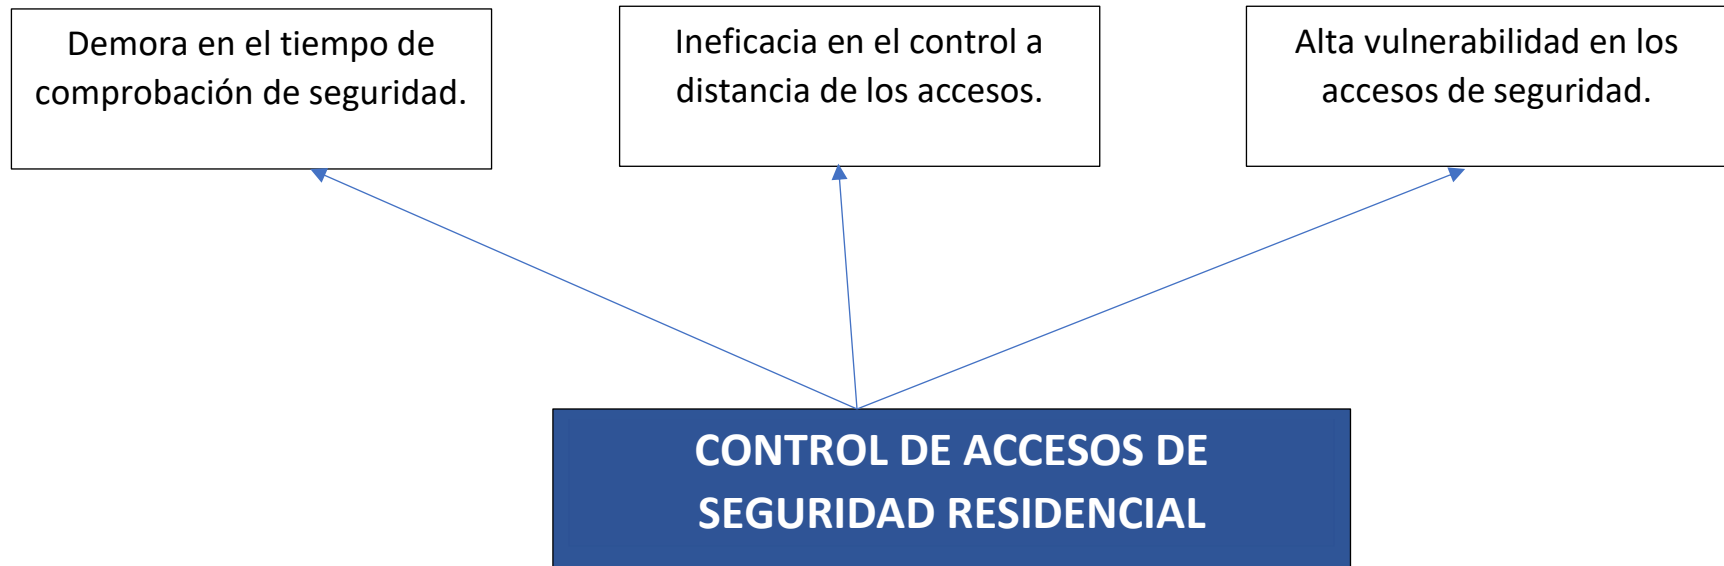 Demora en el tiempo de
comprobación de seguridad.
Ineficacia en el control a
distancia de los accesos.
Alta vulnerabilidad en los
accesos de seguridad.
CONTROL DE ACCESOS DE
SEGURIDAD RESIDENCIAL